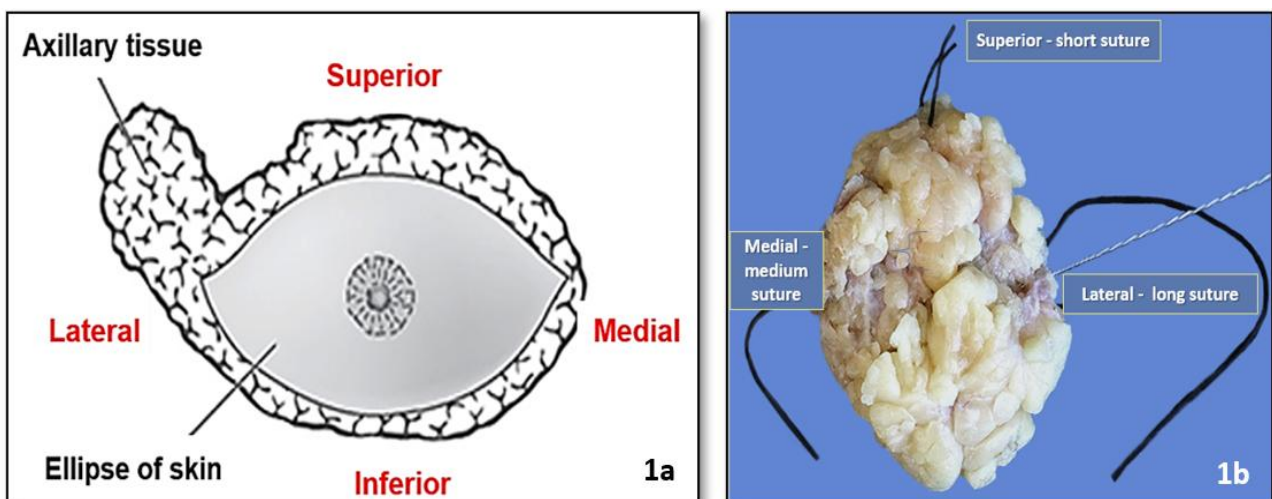 Axillary tissue
Superior
Lateral
Medial
Ellipse of skin
Inferior
1a
Superior - short suture
Medial -
medium
suture
Lateral - long suture
1b